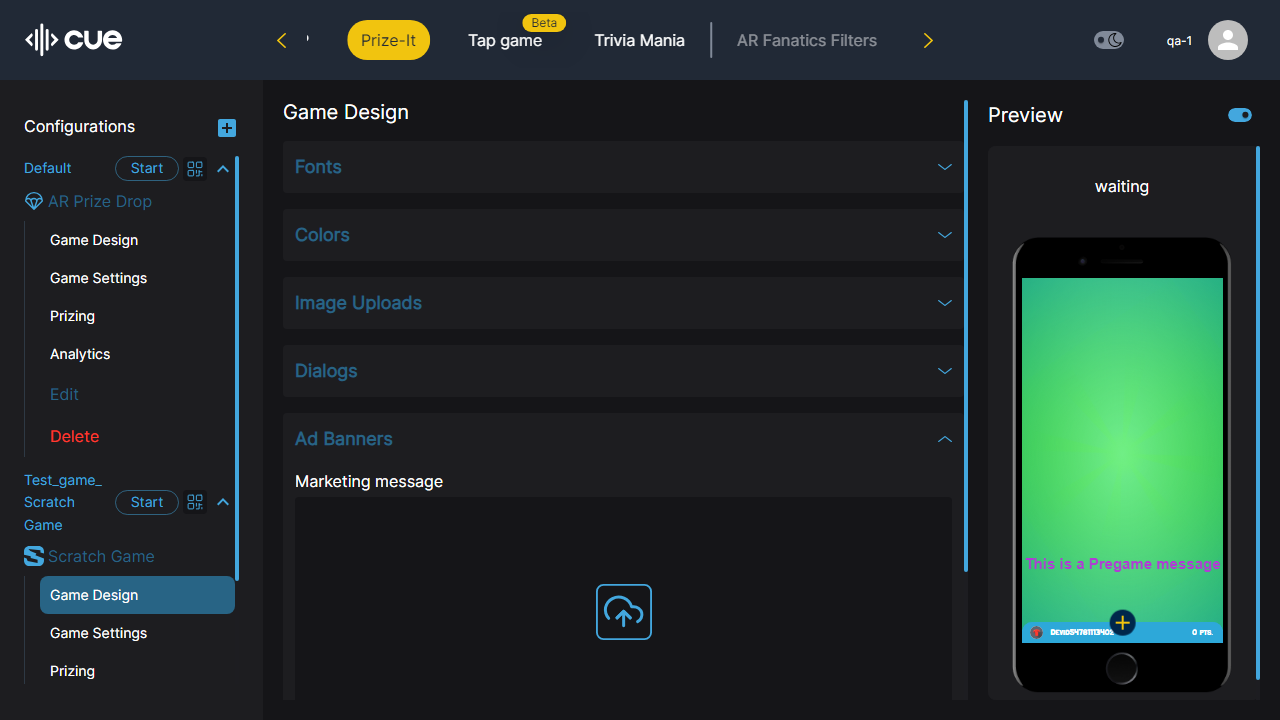 cue
Prize-It
Tap game
Beta
Trivia Mania
AR Fanatics Filters
qa-1
Configurations
Default
Start
AR Prize Drop
Game Design
Game Settings
Prizing
Analytics
Edit
Delete
Test_game_
Scratch
Game
Start
Scratch Game
Game Design
Game Settings
Prizing
Game Design
Fonts
Colors
Image Uploads
Dialogs
Ad Banners
Marketing message
Preview
waiting
This is a Pregame message
0 PTS.